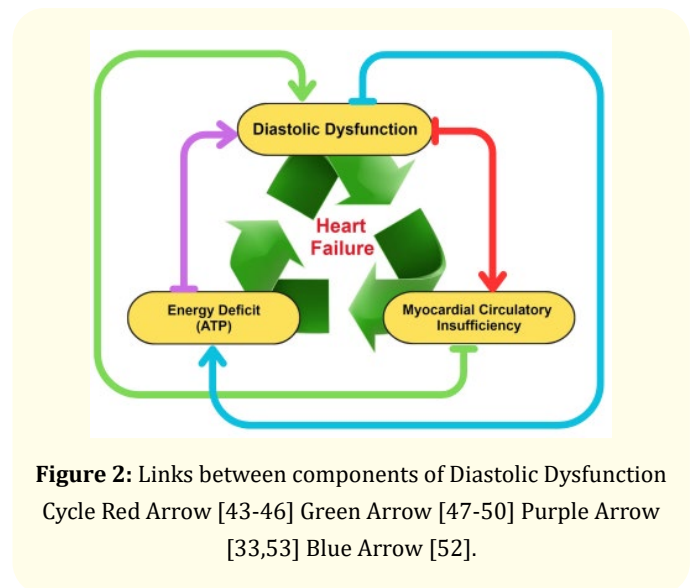 Diastolic Dysfunction
Heart
Failure
Energy Deficit
(ATP)
Myocardial Circulatory
Insufficiency
Figure 2: Links between components of Diastolic Dysfunction
Cycle Red Arrow [43-46] Green Arrow [47-50] Purple Arrow
[33,53] Blue Arrow [52].